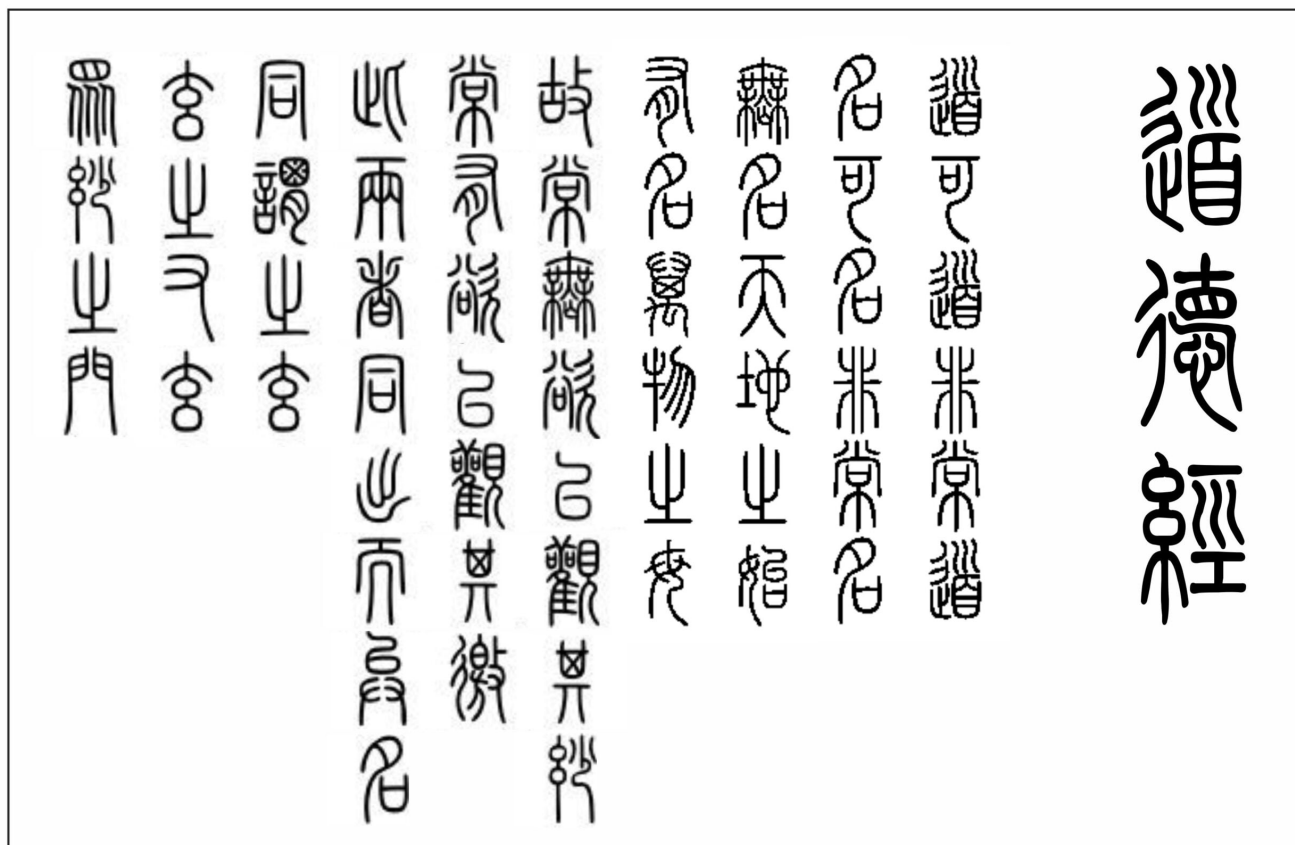 道德經
道可道非常道
名可名非常名
無名天地之始
有名萬物之母
故常無欲以觀其妙
常有欲以觀其徼
此兩者同出而異名
同謂之玄
玄之又玄
眾妙之門